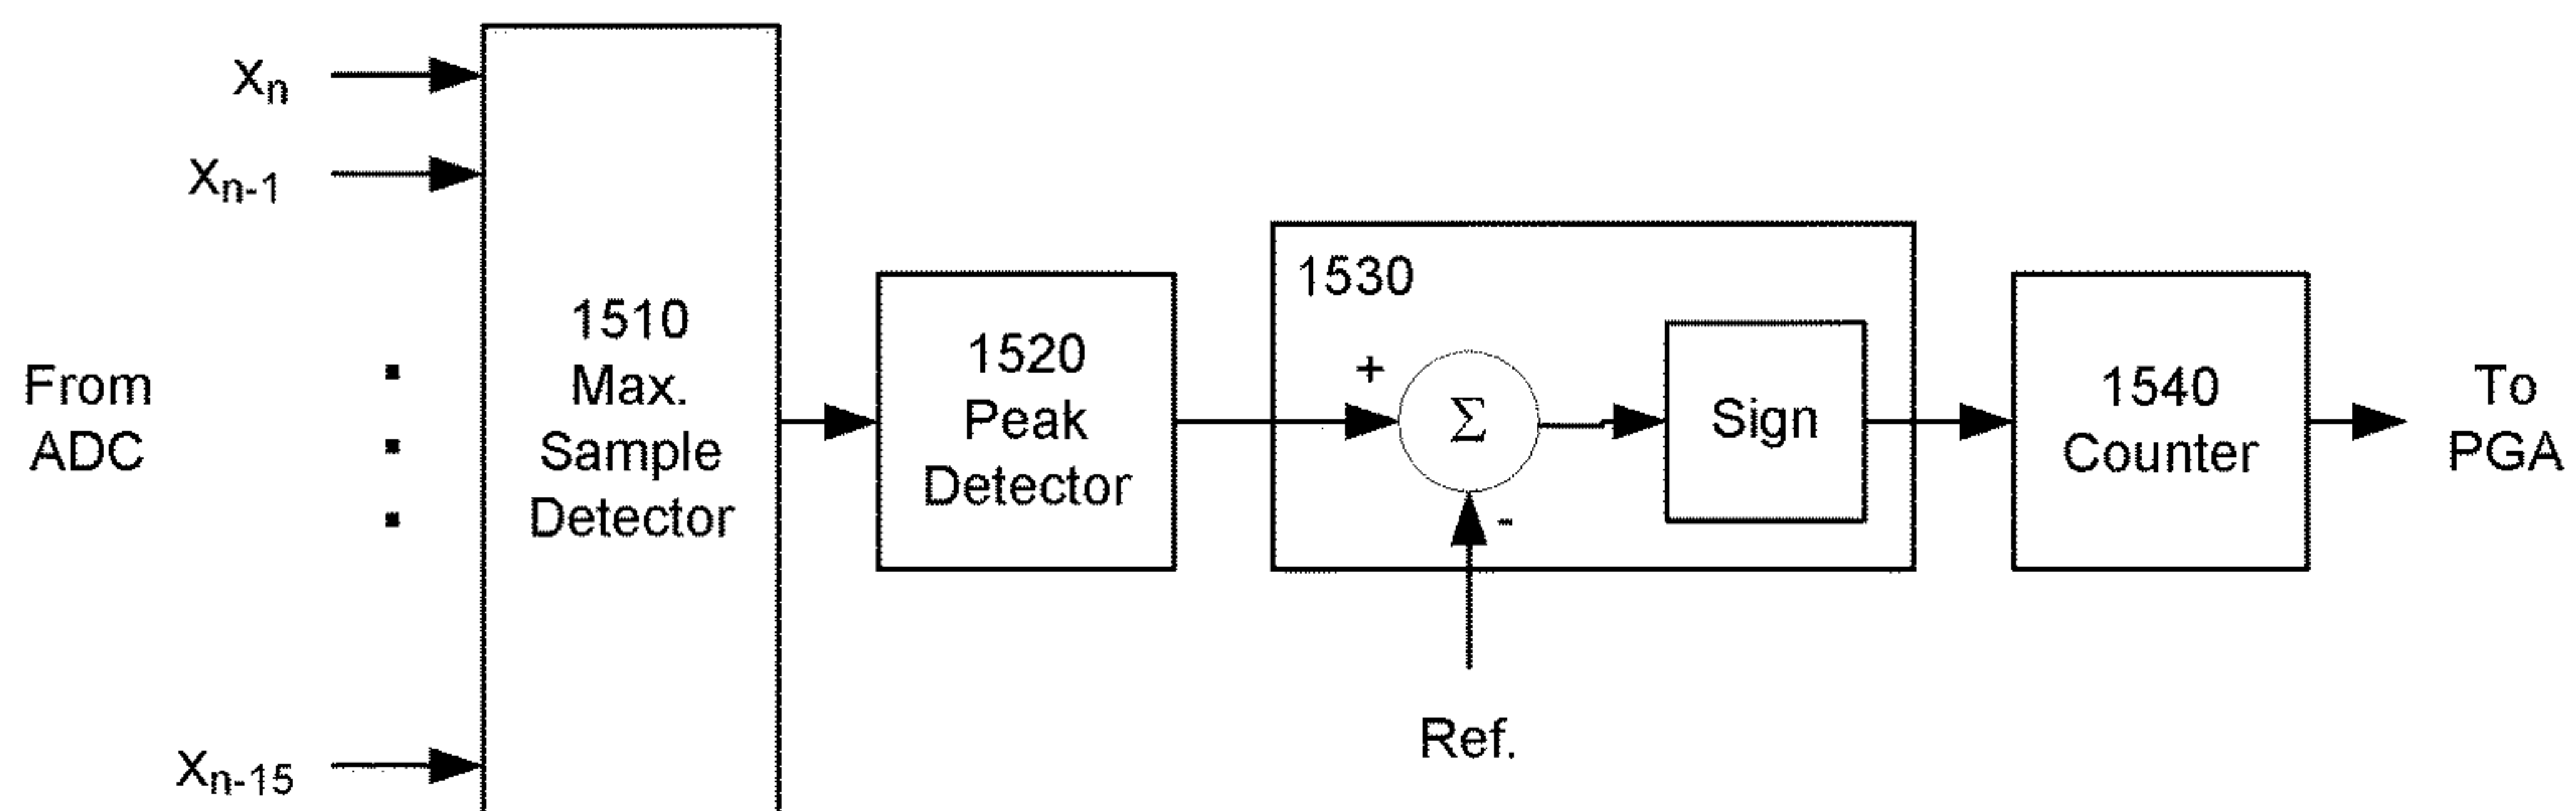 Xn
Xn-1
From
ADC
Xn-15
1510
Max.
Sample
Detector
1520
Peak
Detector
1530
+
Σ
-
Sign
Ref.
1540
Counter
To
PGA